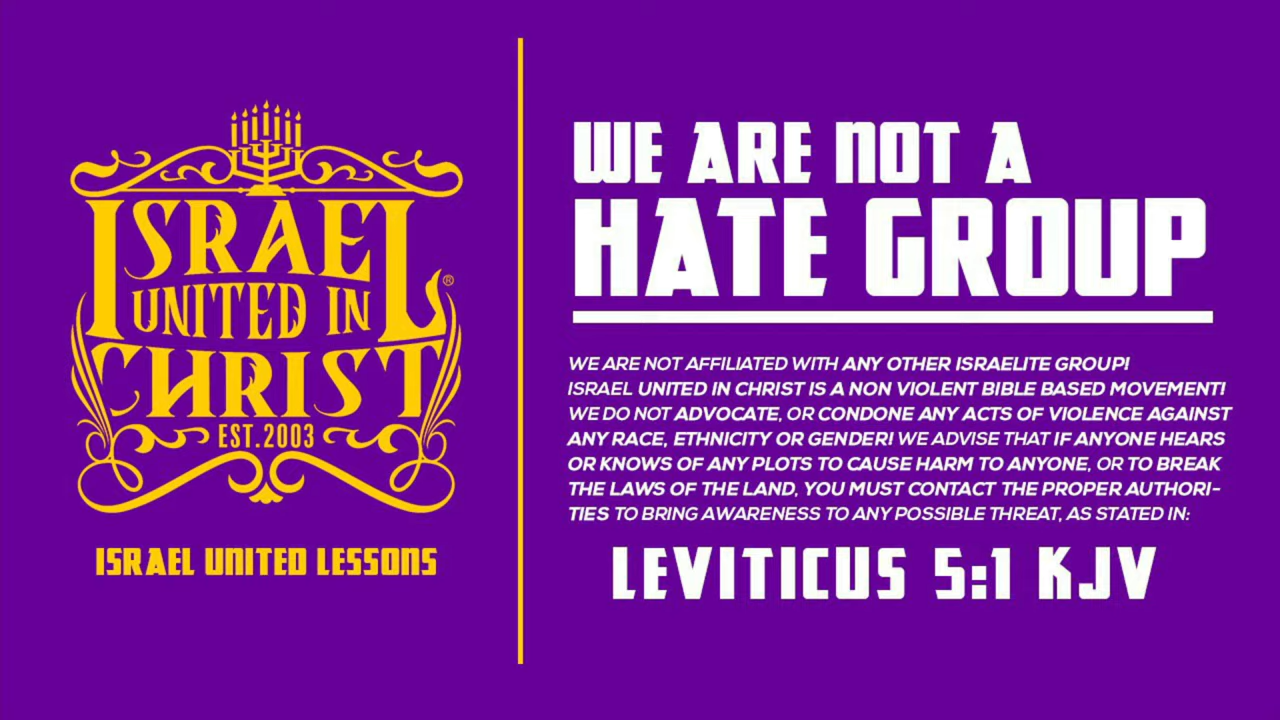 ISRAEL
UNITED IN
CHRIST
®
EST.2003
ISRAEL UNITED LESSONS
WE ARE NOT A
HATE GROUP
WE ARE NOT AFFILIATED WITH ANY OTHER ISRAELITE GROUP!
ISRAEL UNITED IN CHRIST IS A NON VIOLENT BIBLE BASED MOVEMENT!
WE DO NOT ADVOCATE, OR CONDONE ANY ACTS OF VIOLENCE AGAINST
ANY RACE, ETHNICITY OR GENDER! WE ADVISE THAT IF ANYONE HEARS
OR KNOWS OF ANY PLOTS TO CAUSE HARM TO ANYONE, OR TO BREAK
THE LAWS OF THE LAND, YOU MUST CONTACT THE PROPER AUTHORI-
TIES TO BRING AWARENESS TO ANY POSSIBLE THREAT, AS STATED IN:
LEVITICUS 5:1 KJV